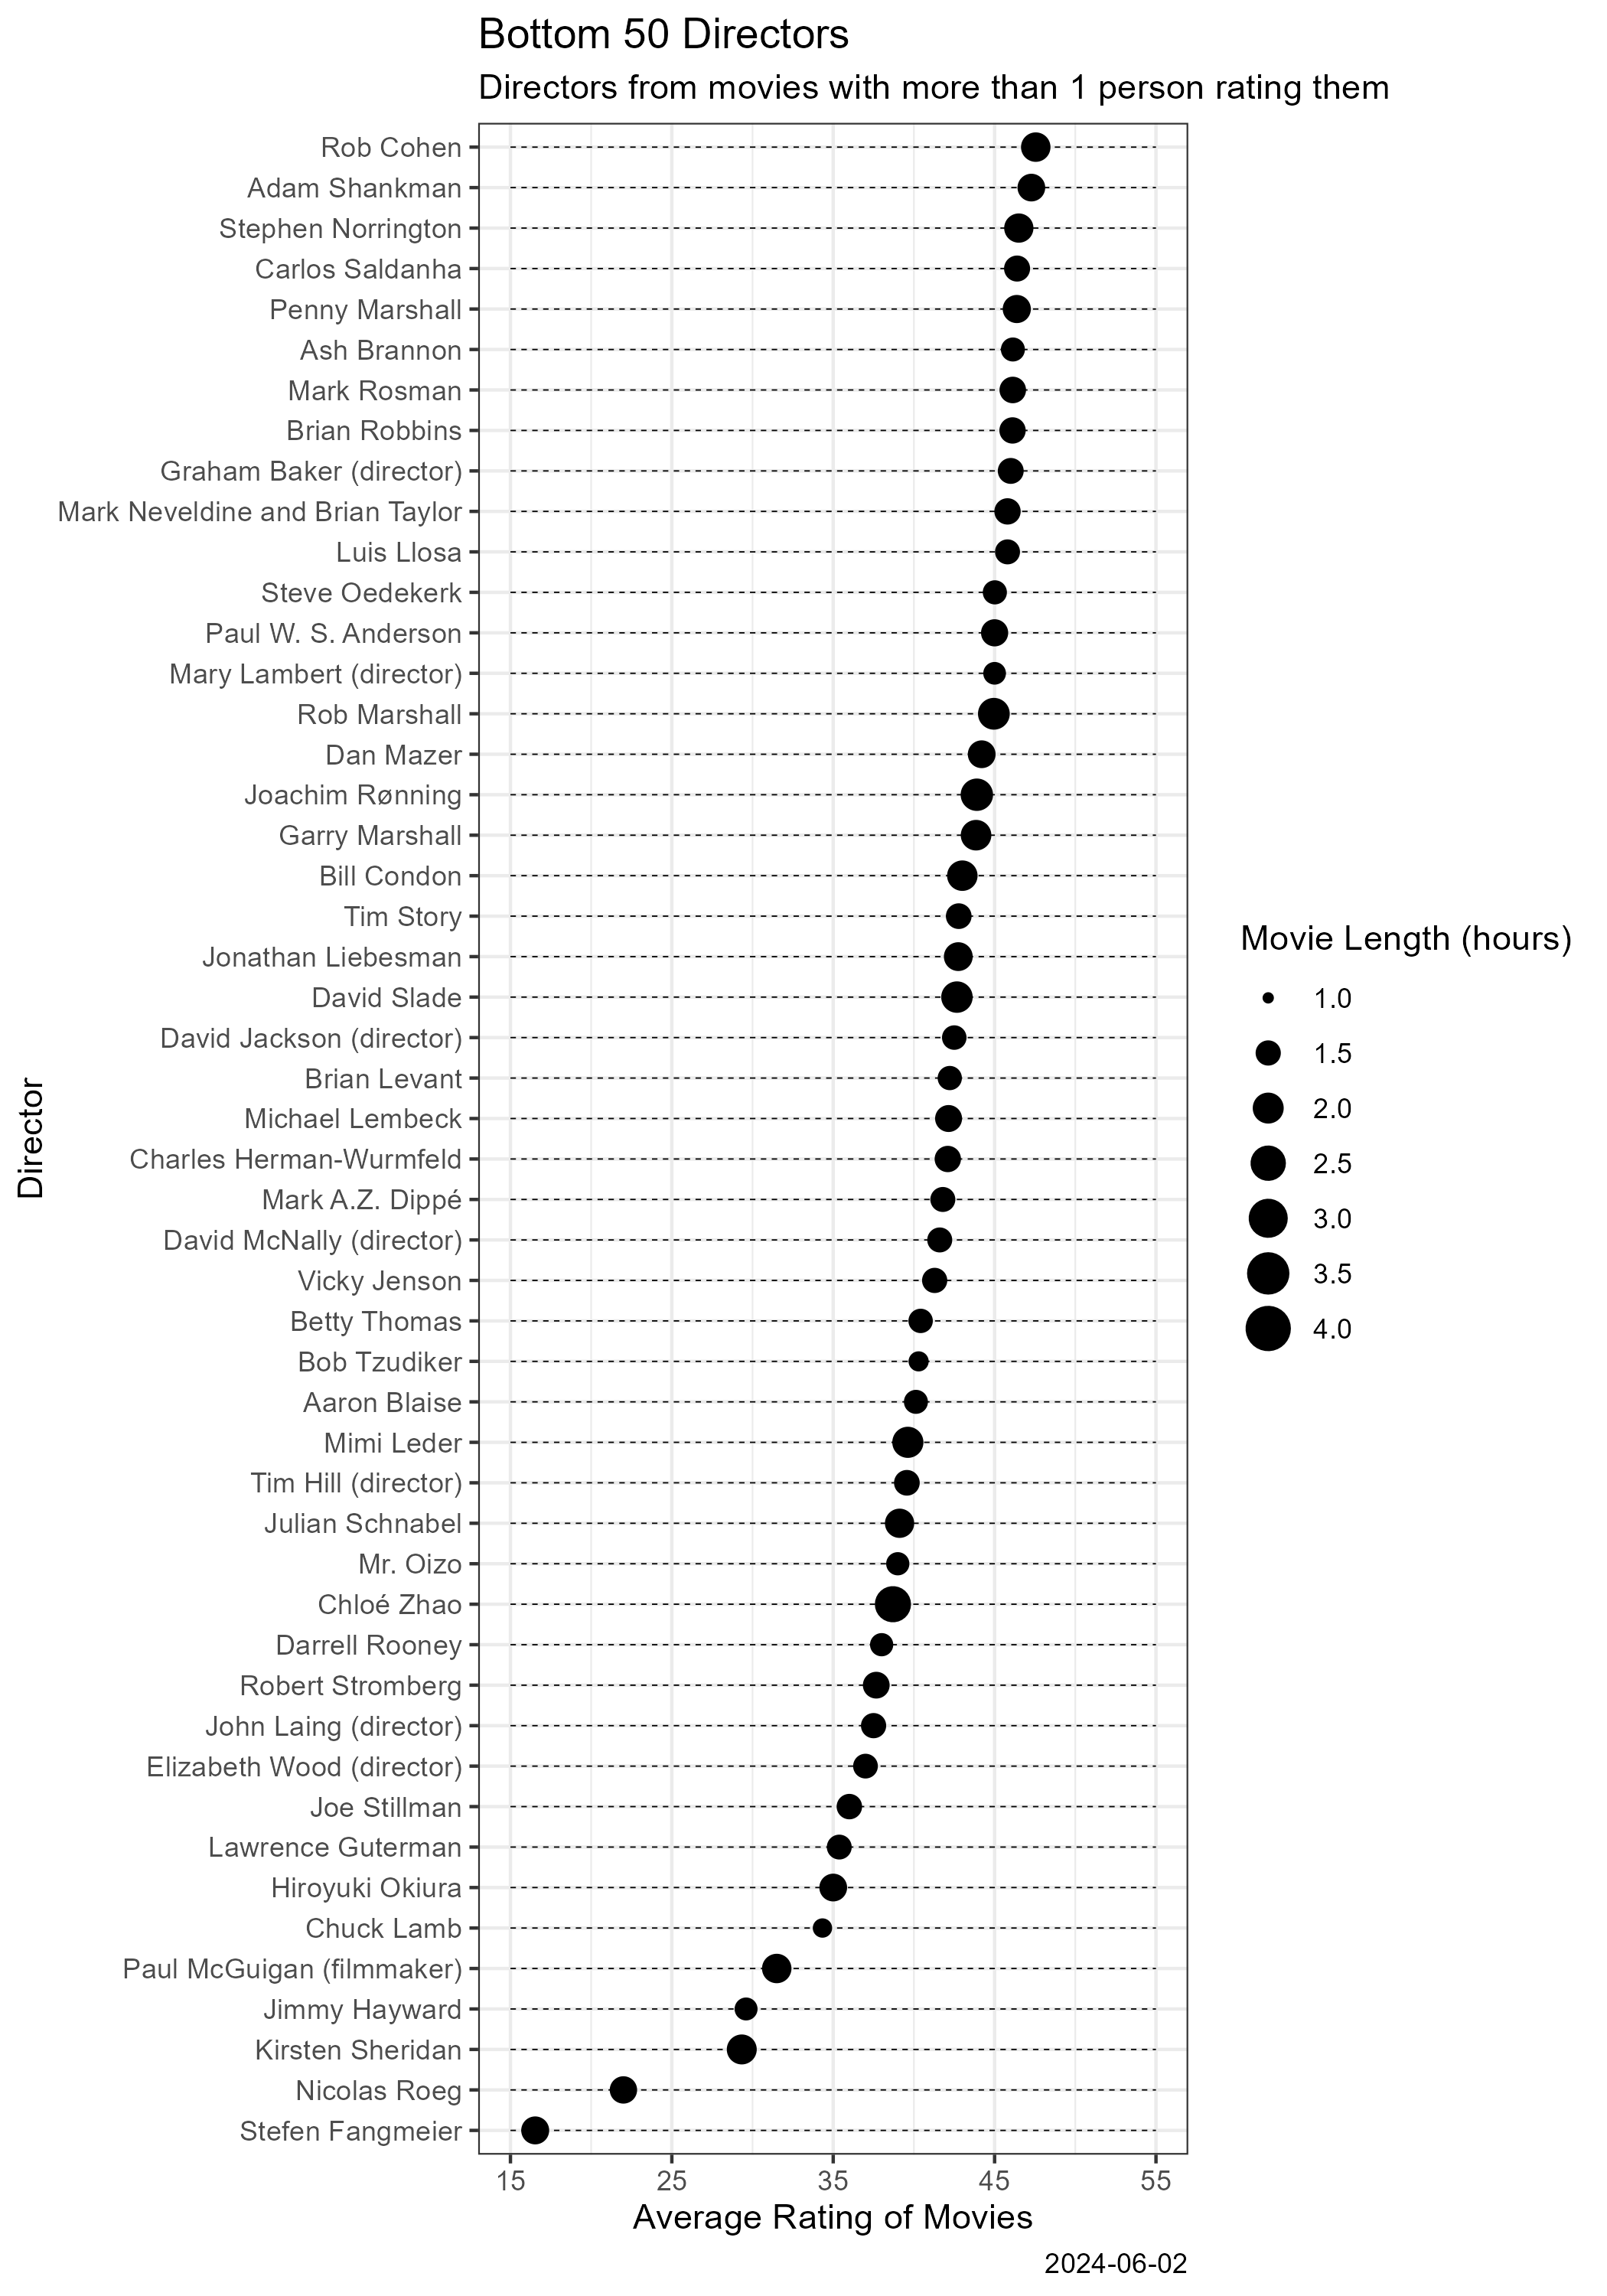 Bottom 50 Directors
Directors from movies with more than 1 person rating them
Director
Rob Cohen
Adam Shankman
Stephen Norrington
Carlos Saldanha
Penny Marshall
Ash Brannon
Mark Rosman
Brian Robbins
Graham Baker (director)
Mark Neveldine and Brian Taylor
Luis Llosa
Steve Oedekerk
Paul W. S. Anderson
Mary Lambert (director)
Rob Marshall
Dan Mazer
Joachim Rønning
Garry Marshall
Bill Condon
Tim Story
Jonathan Liebesman
David Slade
David Jackson (director)
Brian Levant
Michael Lembeck
Charles Herman-Wurmfeld
Mark A.Z. Dippé
David McNally (director)
Vicky Jenson
Betty Thomas
Bob Tzudiker
Aaron Blaise
Mimi Leder
Tim Hill (director)
Julian Schnabel
Mr. Oizo
Chloé Zhao
Darrell Rooney
Robert Stromberg
John Laing (director)
Elizabeth Wood (director)
Joe Stillman
Lawrence Guterman
Hiroyuki Okiura
Chuck Lamb
Paul McGuigan (filmmaker)
Jimmy Hayward
Kirsten Sheridan
Nicolas Roeg
Stefen Fangmeier
15 25 35 45 55
Average Rating of Movies
Movie Length (hours)
1.0
1.5
2.0
2.5
3.0
3.5
4.0
2024-06-02